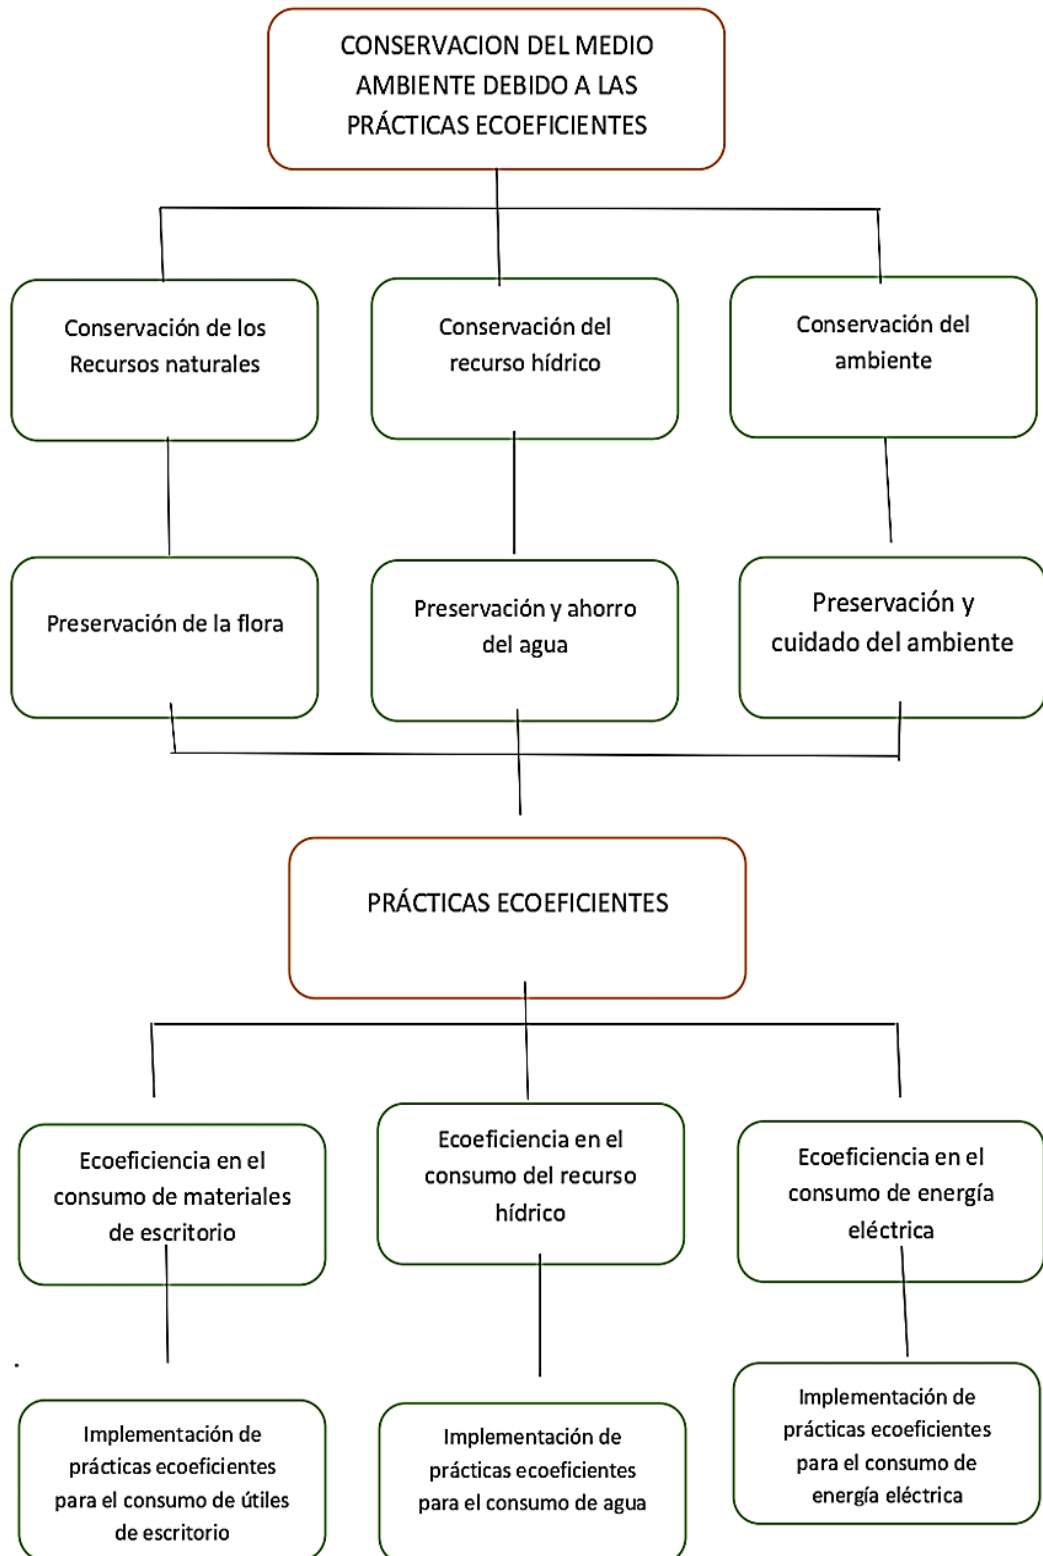 CONSERVACION DEL MEDIO
AMBIENTE DEBIDO A LAS
PRÁCTICAS ECOEFICIENTES
Conservación de los
Recursos naturales
Conservación del
recurso hídrico
Conservación del
ambiente
Preservación de la flora
Preservación y ahorro
del agua
Preservación y
cuidado del ambiente
PRÁCTICAS ECOEFICIENTES
Ecoeficiencia en el
consumo de materiales
de escritorio
Ecoeficiencia en el
consumo del recurso
hídrico
Ecoeficiencia en el
consumo de energía
eléctrica
Implementación de
prácticas ecoeficientes
para el consumo de útiles
de escritorio
Implementación de
prácticas ecoeficientes
para el consumo de agua
Implementación de
prácticas ecoeficientes
para el consumo de
energía eléctrica